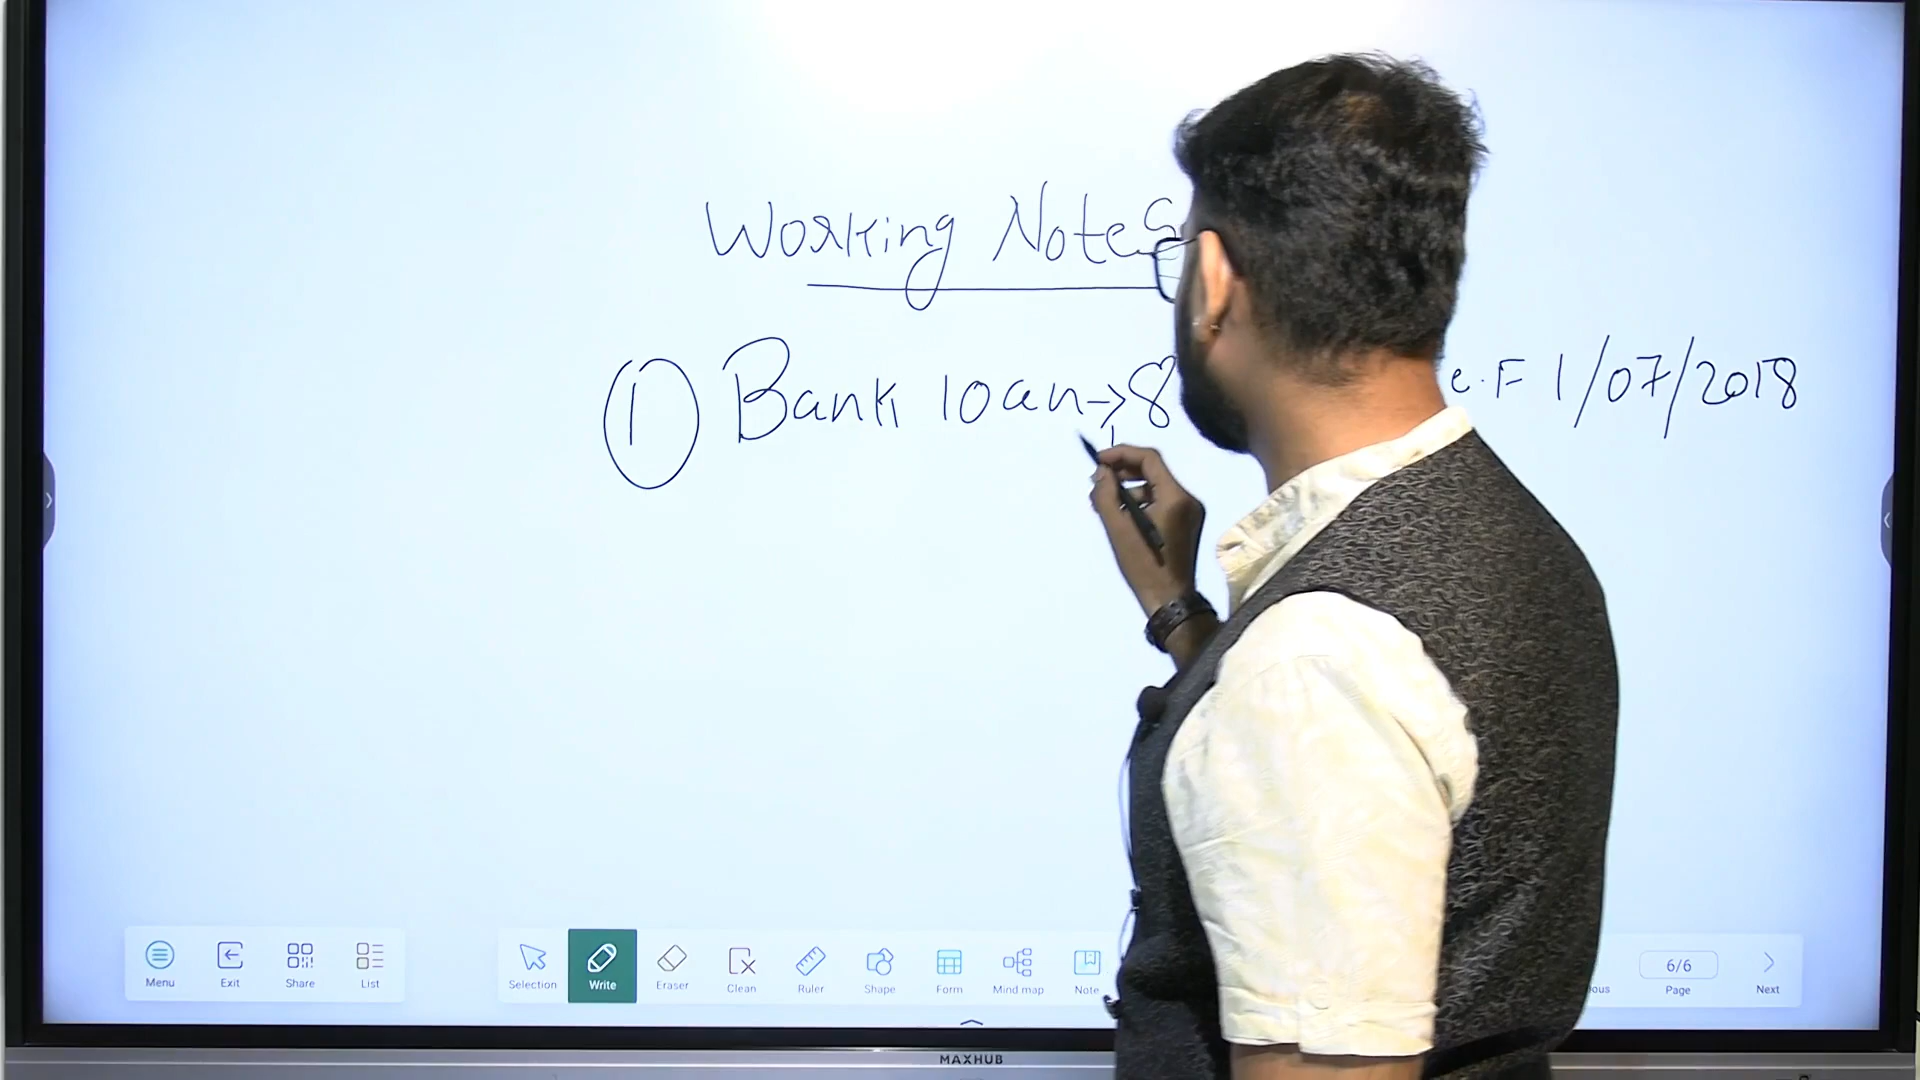 Working Notes
① Bank loan → 8 e.F 1/07/2018
Menu Exit Share List Selection Write Eraser Clean Ruler Shape Form Mind map Note ous 6/6 Page Next
MAXHUB